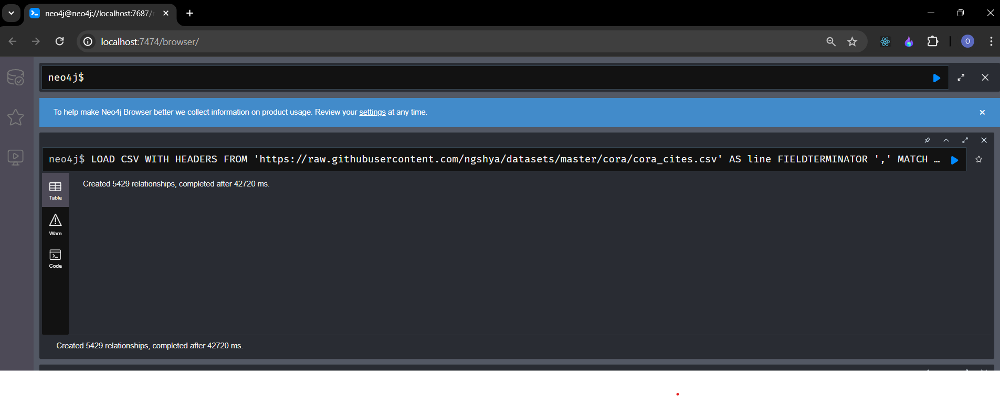 neo4j@neo4j://localhost:7687/
localhost:7474/browser/
O
neo4j$
To help make Neo4j Browser better we collect information on product usage. Review your settings at any time.
neo4j$ LOAD CSV WITH HEADERS FROM 'https://raw.githubusercontent.com/ngshya/datasets/master/cora/cora_cites.csv' AS line FIELDTERMINATOR ',' MATCH …
Table
Created 5429 relationships, completed after 42720 ms.
Warn
Code
Created 5429 relationships, completed after 42720 ms.